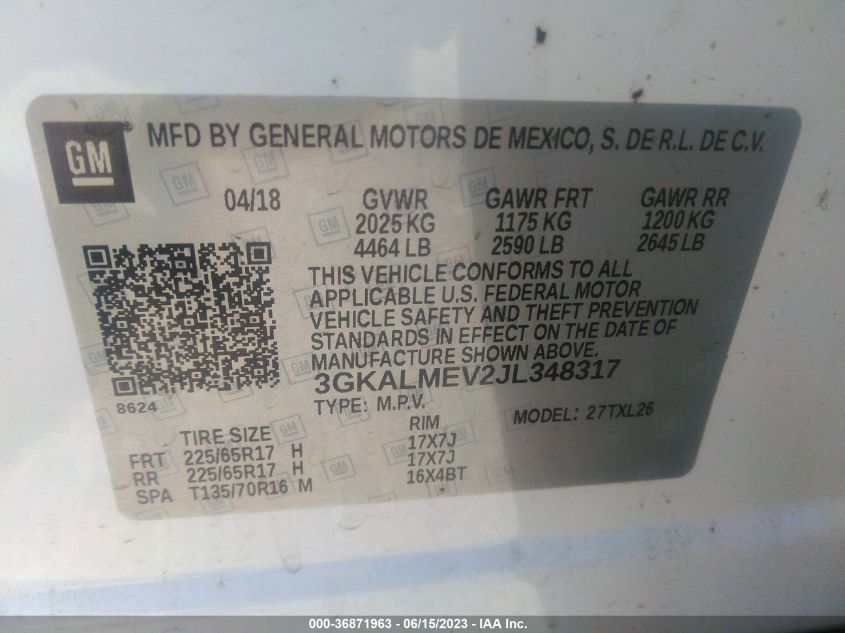 GM
MFD BY GENERAL MOTORS DE MEXICO, S. DE R.L. DE C.V.
04/18 GVWR GAWR FRT GAWR RR
2025 KG 1175 KG 1200 KG
4464 LB 2590 LB 2645 LB
THIS VEHICLE CONFORMS TO ALL
APPLICABLE U.S. FEDERAL MOTOR
VEHICLE SAFETY AND THEFT PREVENTION
STANDARDS IN EFFECT ON THE DATE OF
MANUFACTURE SHOWN ABOVE.
3GKALMEV2JL348317
8624
TYPE: M.P.V. MODEL: 27TXL26
TIRE SIZE RIM
FRT 225/65R17 H 17X7J
RR 225/65R17 H 17X7J
SPA T135/70R16 M 16X4BT
000-36871963 - 06/15/2023 - IAA Inc.